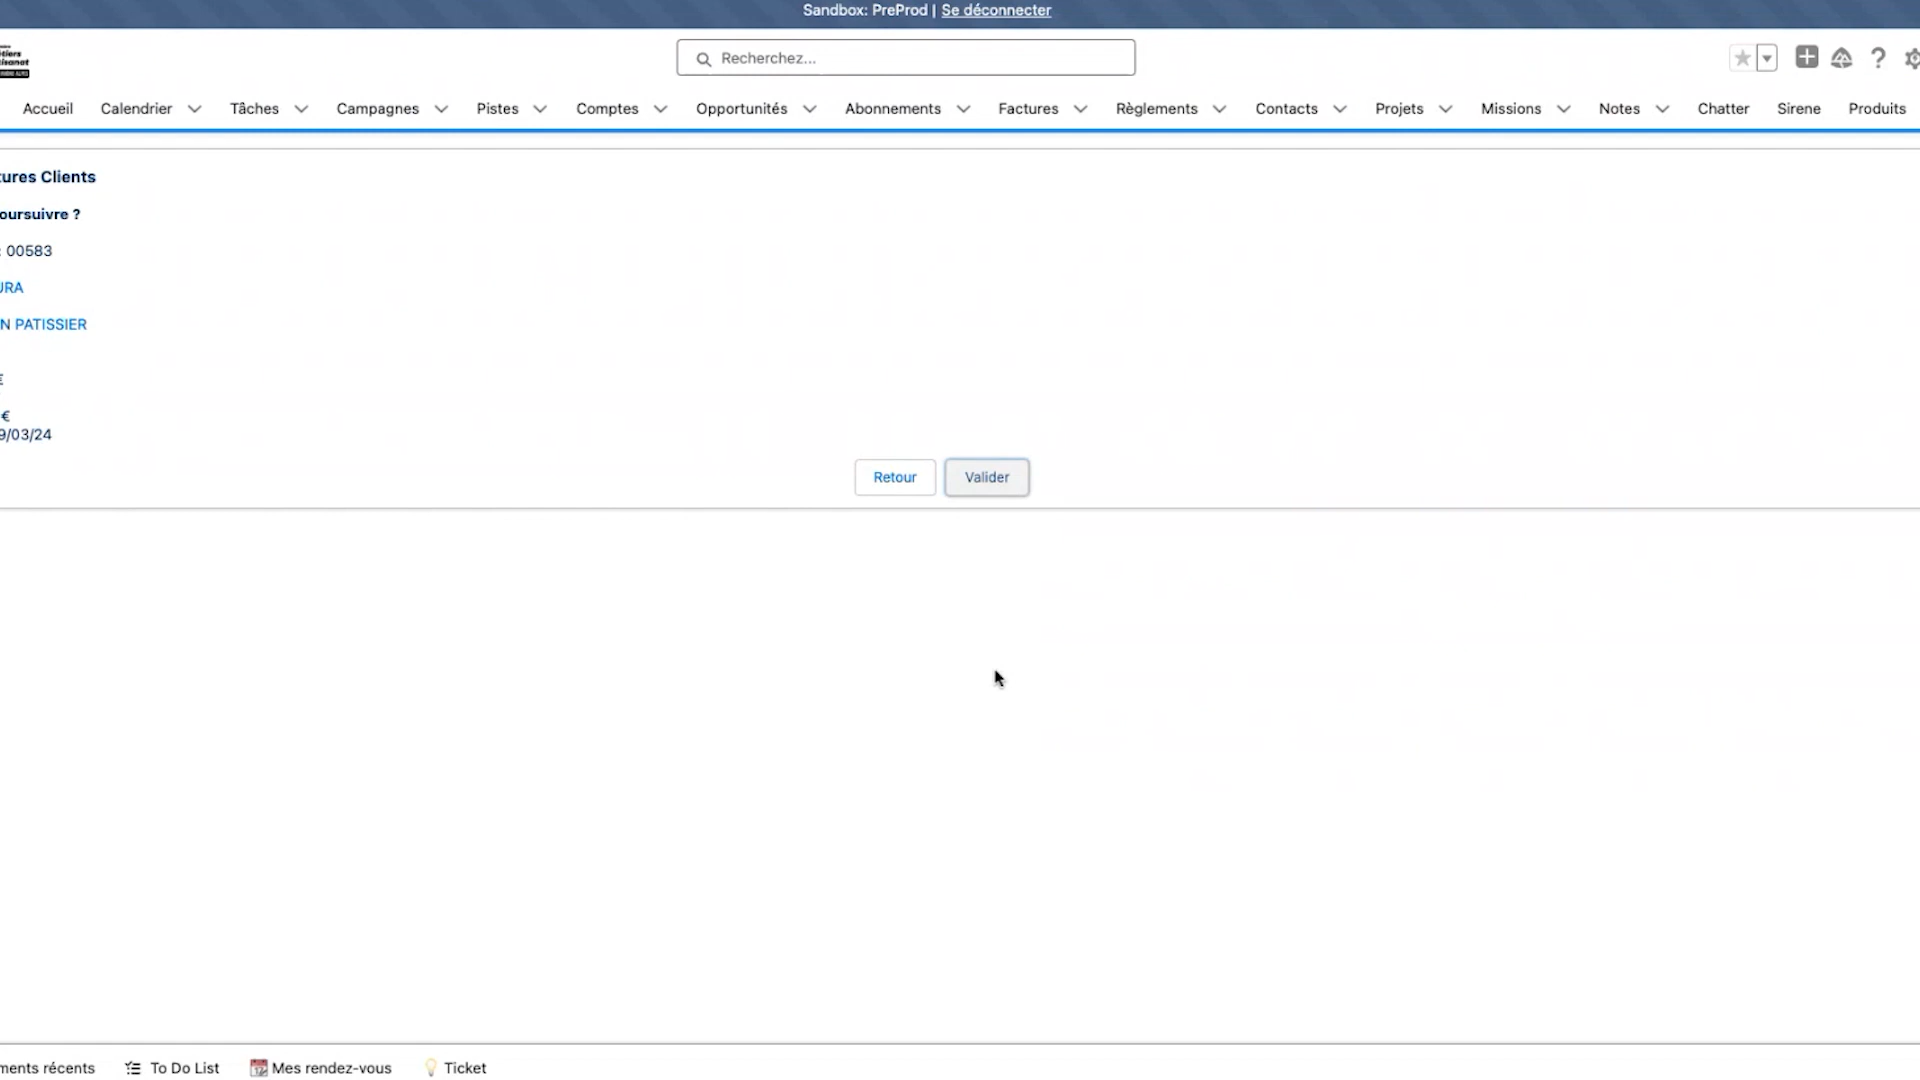 Sandbox: PreProd | Se déconnecter
Recherchez...
Accueil Calendrier Tâches Campagnes Pistes Comptes Opportunités Abonnements Factures Règlements Contacts Projets Missions Notes Chatter Sirene Produits
tures Clients
oursuivre ?
: 00583
URA
N PATISSIER
€
€
9/03/24
Retour Valider
ments récents To Do List Mes rendez-vous Ticket